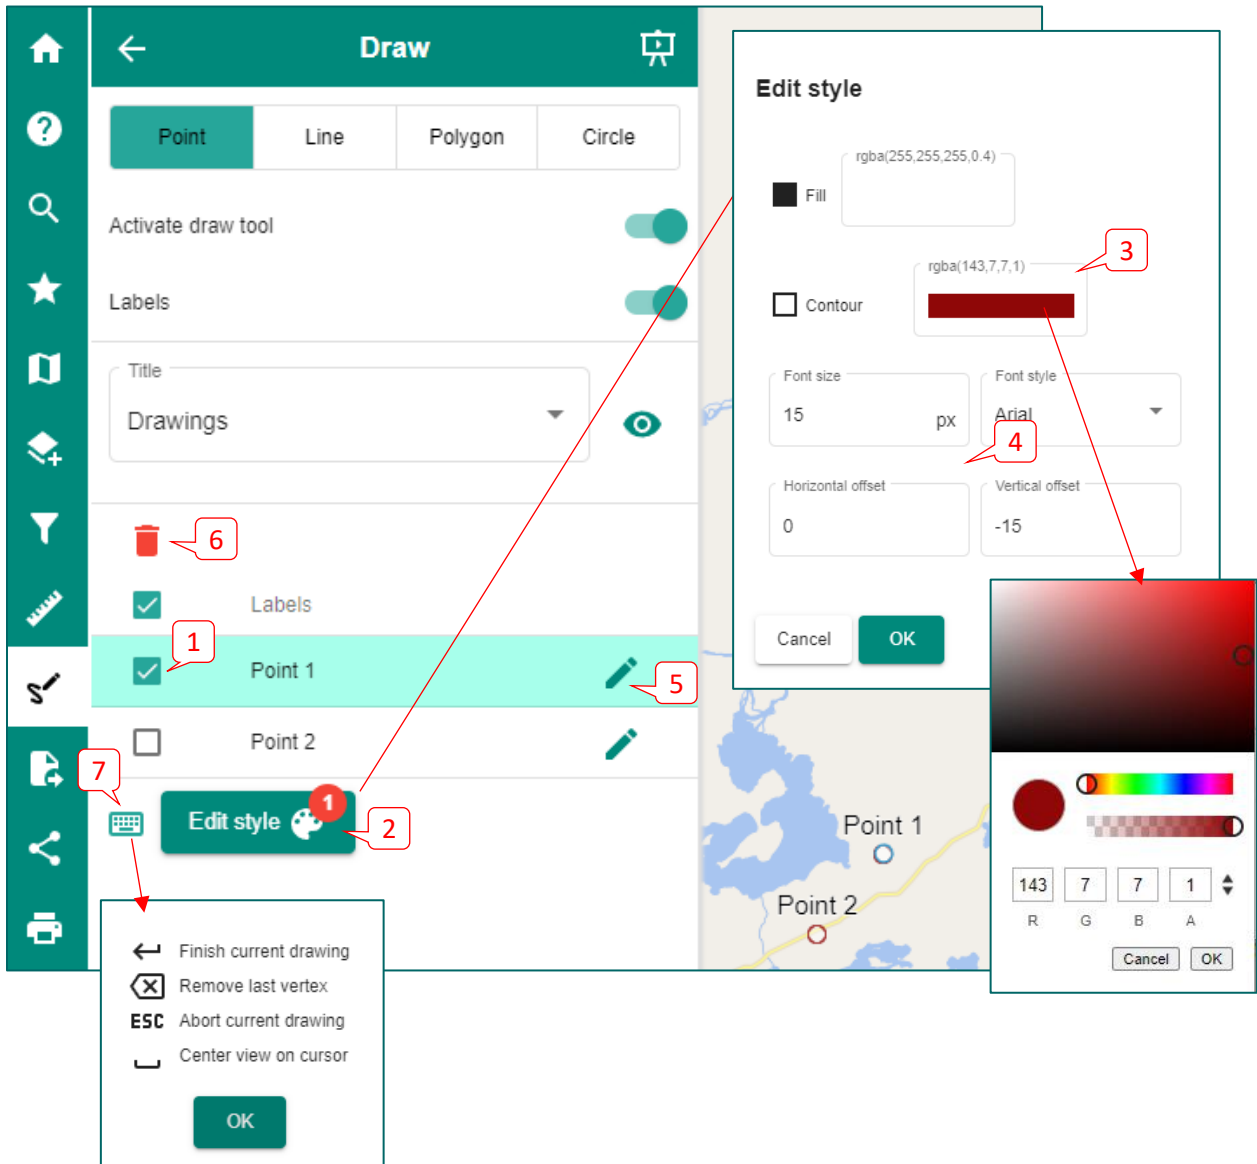 Draw
Point
Line
Polygon
Circle
Activate draw tool
Labels
Title
Drawings
6
Labels
1
Point 1
5
Point 2
7
Edit style
1
2
Finish current drawing
Remove last vertex
ESC Abort current drawing
Center view on cursor
OK
Edit style
Fill
rgba(255,255,255,0.4)
3
Contour
rgba(143,7,7,1)
Font size
15 px
Font style
Arial
4
Horizontal offset
0
Vertical offset
-15
Cancel
OK
Point 1
Point 2
143 7 7 1
R G B A
Cancel OK